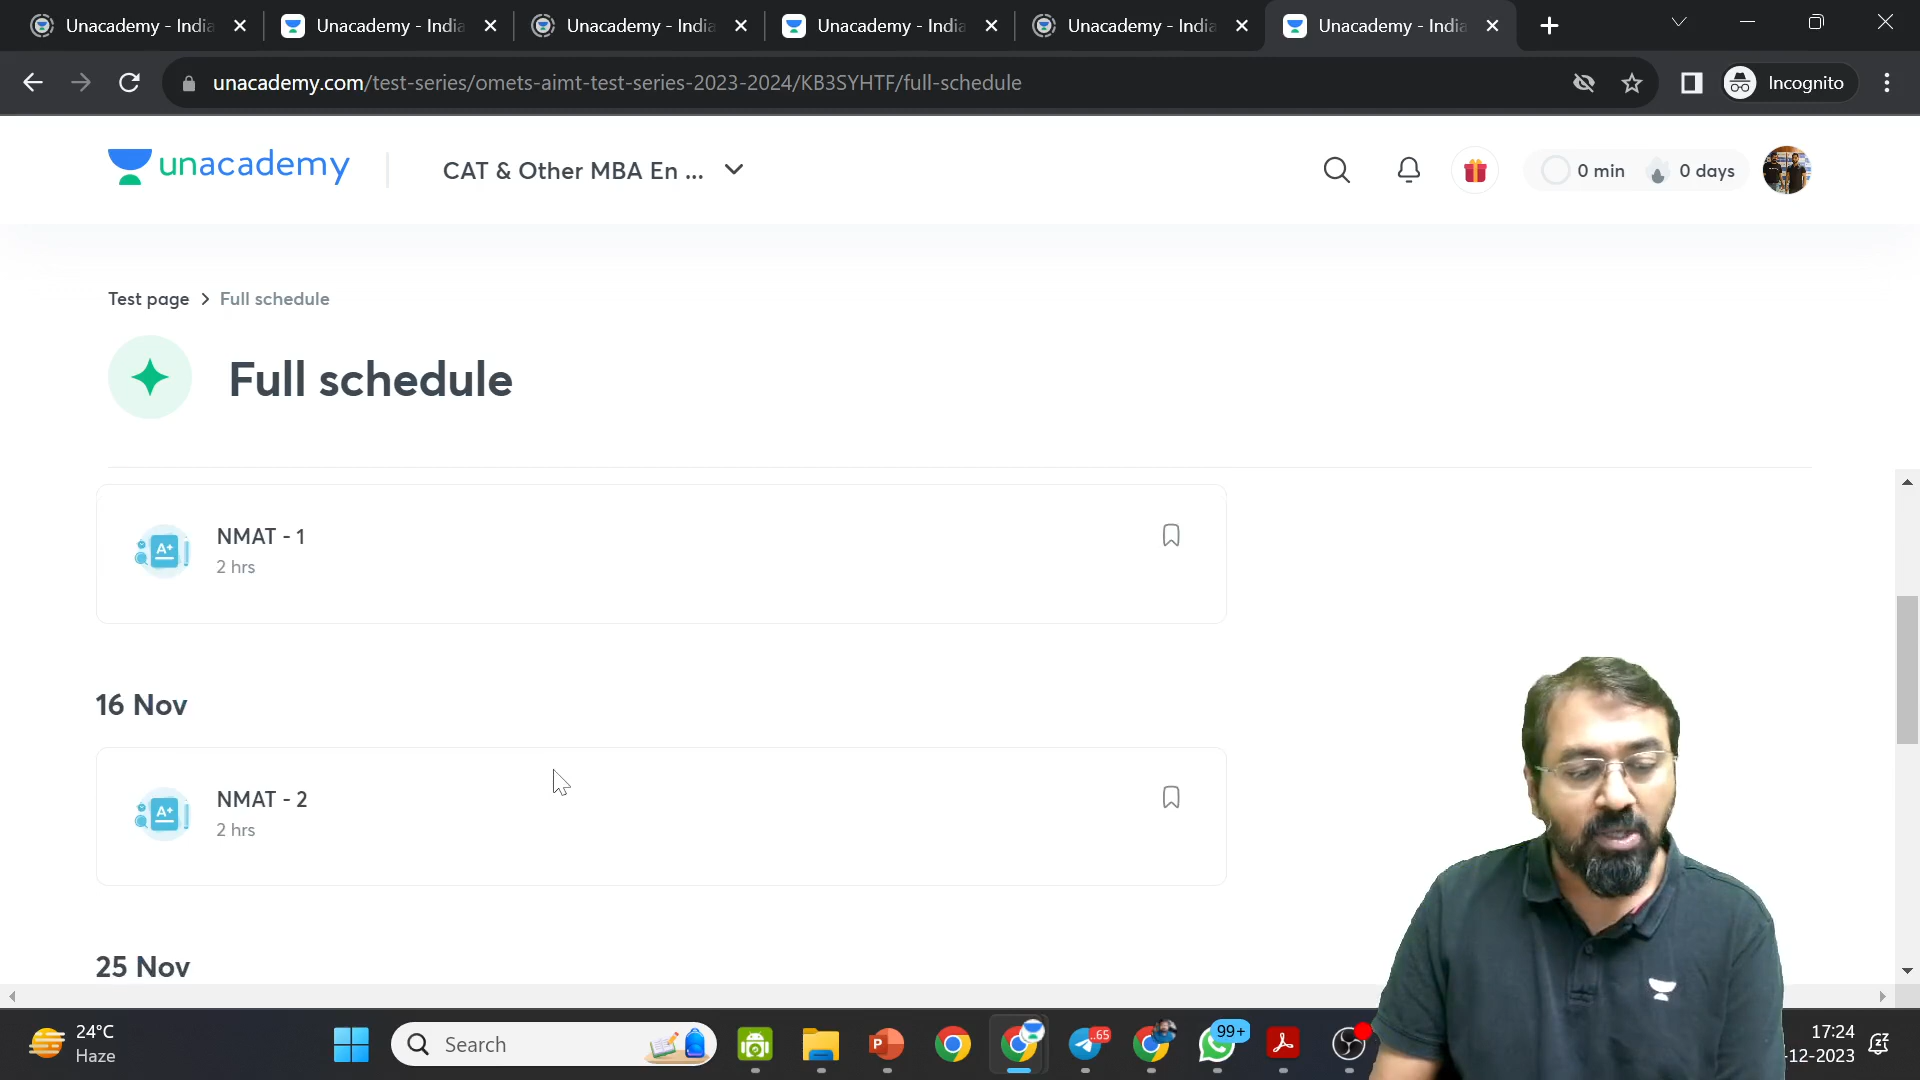 Unacademy - India
Unacademy - India
Unacademy - India
Unacademy - India
Unacademy - India
Unacademy - India
unacademy.com/test-series/omets-aimt-test-series-2023-2024/KB3SYHTF/full-schedule
Incognito
unacademy
CAT & Other MBA En ...
0 min
0 days
Test page > Full schedule
Full schedule
A+
NMAT - 1
2 hrs
16 Nov
A+
NMAT - 2
2 hrs
25 Nov
24°C
Haze
Search
P
65
99+
17:24
-12-2023